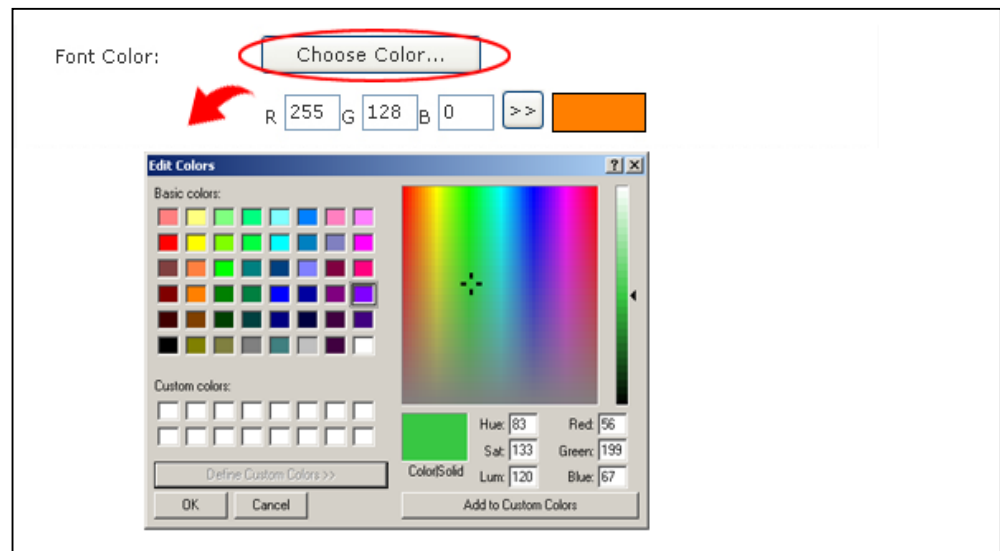 Font Color: Choose Color...
R 255 G 128 B 0 >>
Edit Colors ? X
Basic colors:
Custom colors:
Define Custom Colors >>
OK Cancel
Color|Solid
Hue: 83 Red: 56
Sat: 133 Green: 199
Lum: 120 Blue: 67
Add to Custom Colors